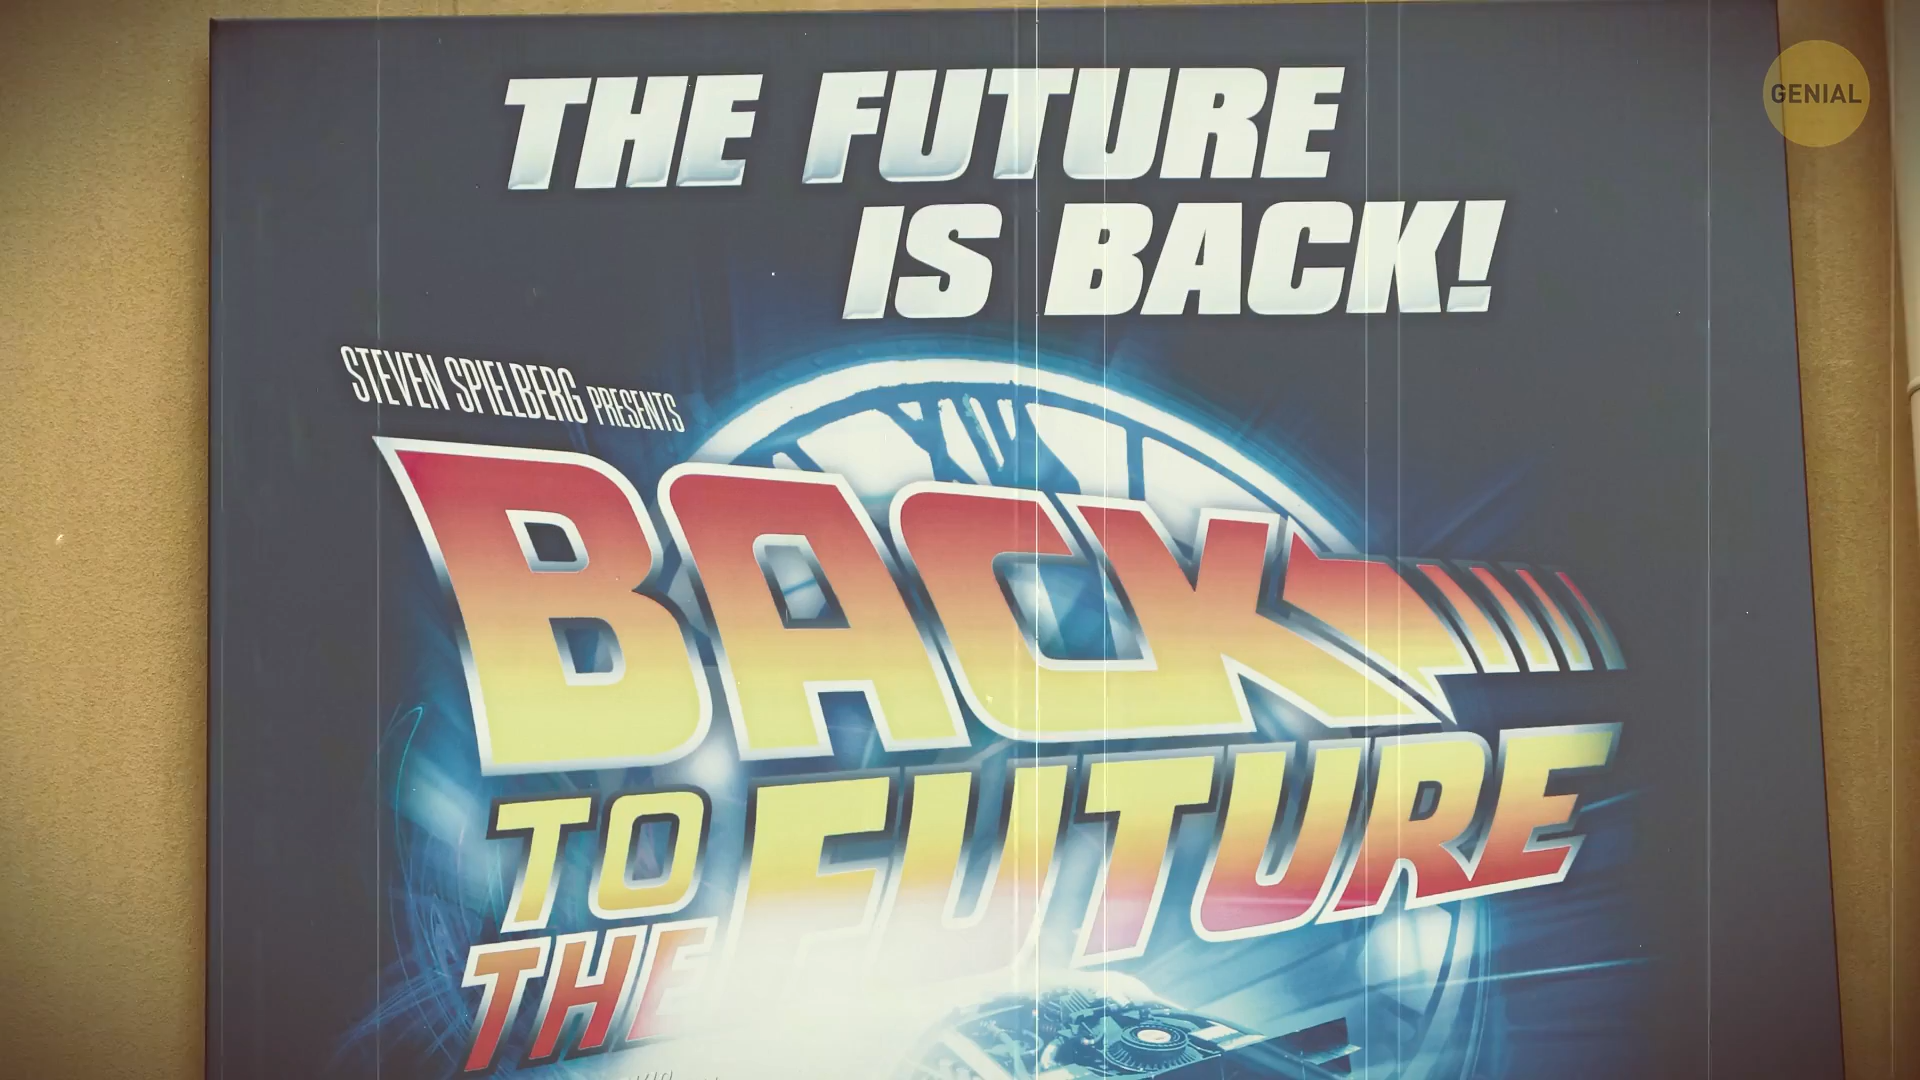 THE FUTURE
IS BACK!
GENIAL
STEVEN SPIELBERG PRESENTS
BACK
TO THE FUTURE